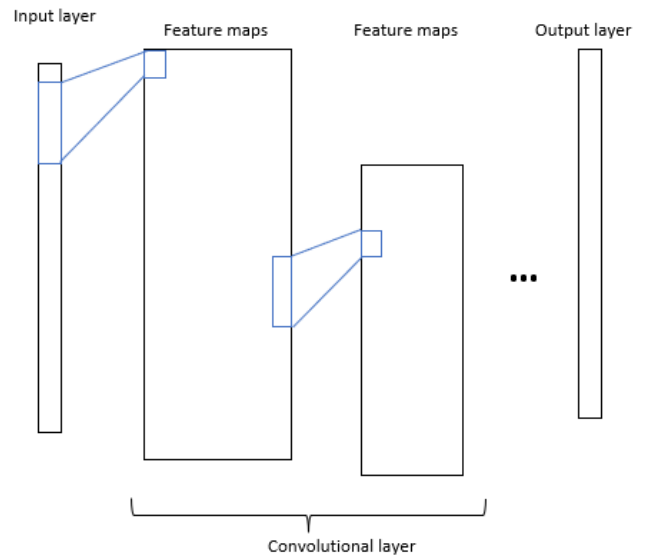 Input layer
Feature maps
Feature maps
Output layer
...
Convolutional layer